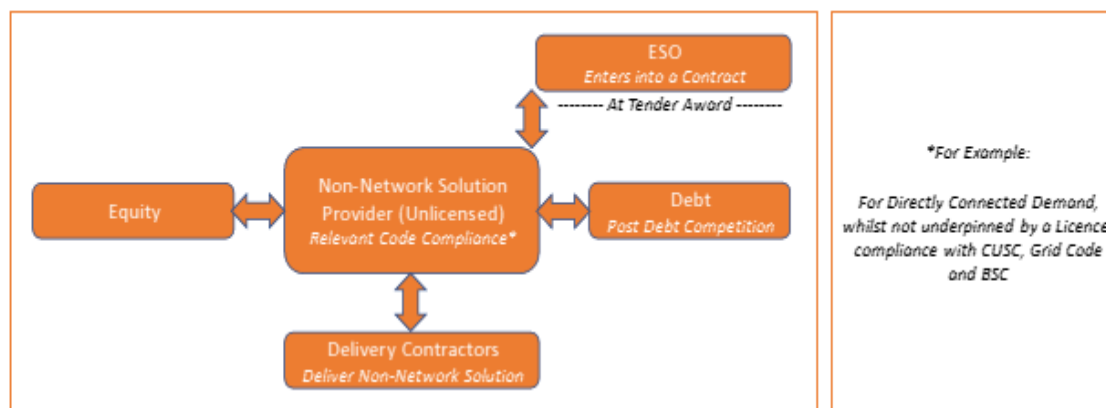 ESO
Enters into a Contract
-------- At Tender Award --------
Equity
Non-Network Solution
Provider (Unlicensed)
Relevant Code Compliance*
Debt
Post Debt Competition
Delivery Contractors
Deliver Non-Network Solution
*For Example:
For Directly Connected Demand,
whilst not underpinned by a Licence
compliance with CUSC, Grid Code
and BSC